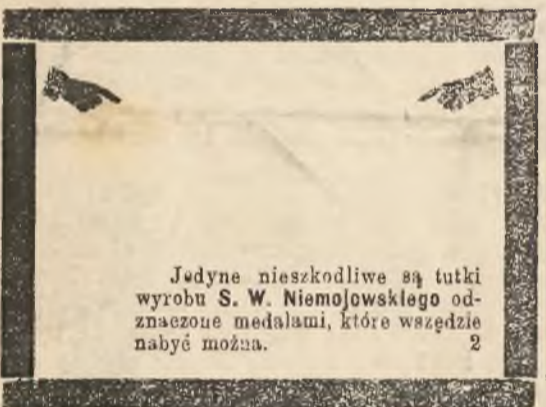 Jedyne nieszkodliwe są tutki
wyrobu S. W. Niemojowskiego od-
znaczone medalami, które wszędzie
nabyć można. 2